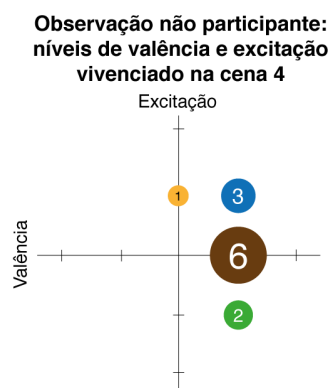 Observação não participante:
níveis de valência e excitação
vivenciado na cena 4
Excitação
1
3
Valência
6
2